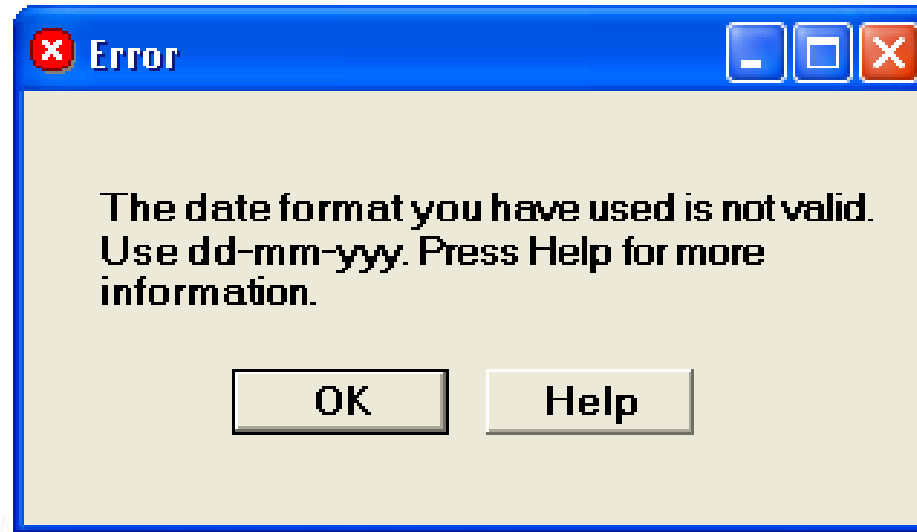 Error
The date format you have used is not valid.
Use dd-mm-yyy. Press Help for more
information.
OK Help